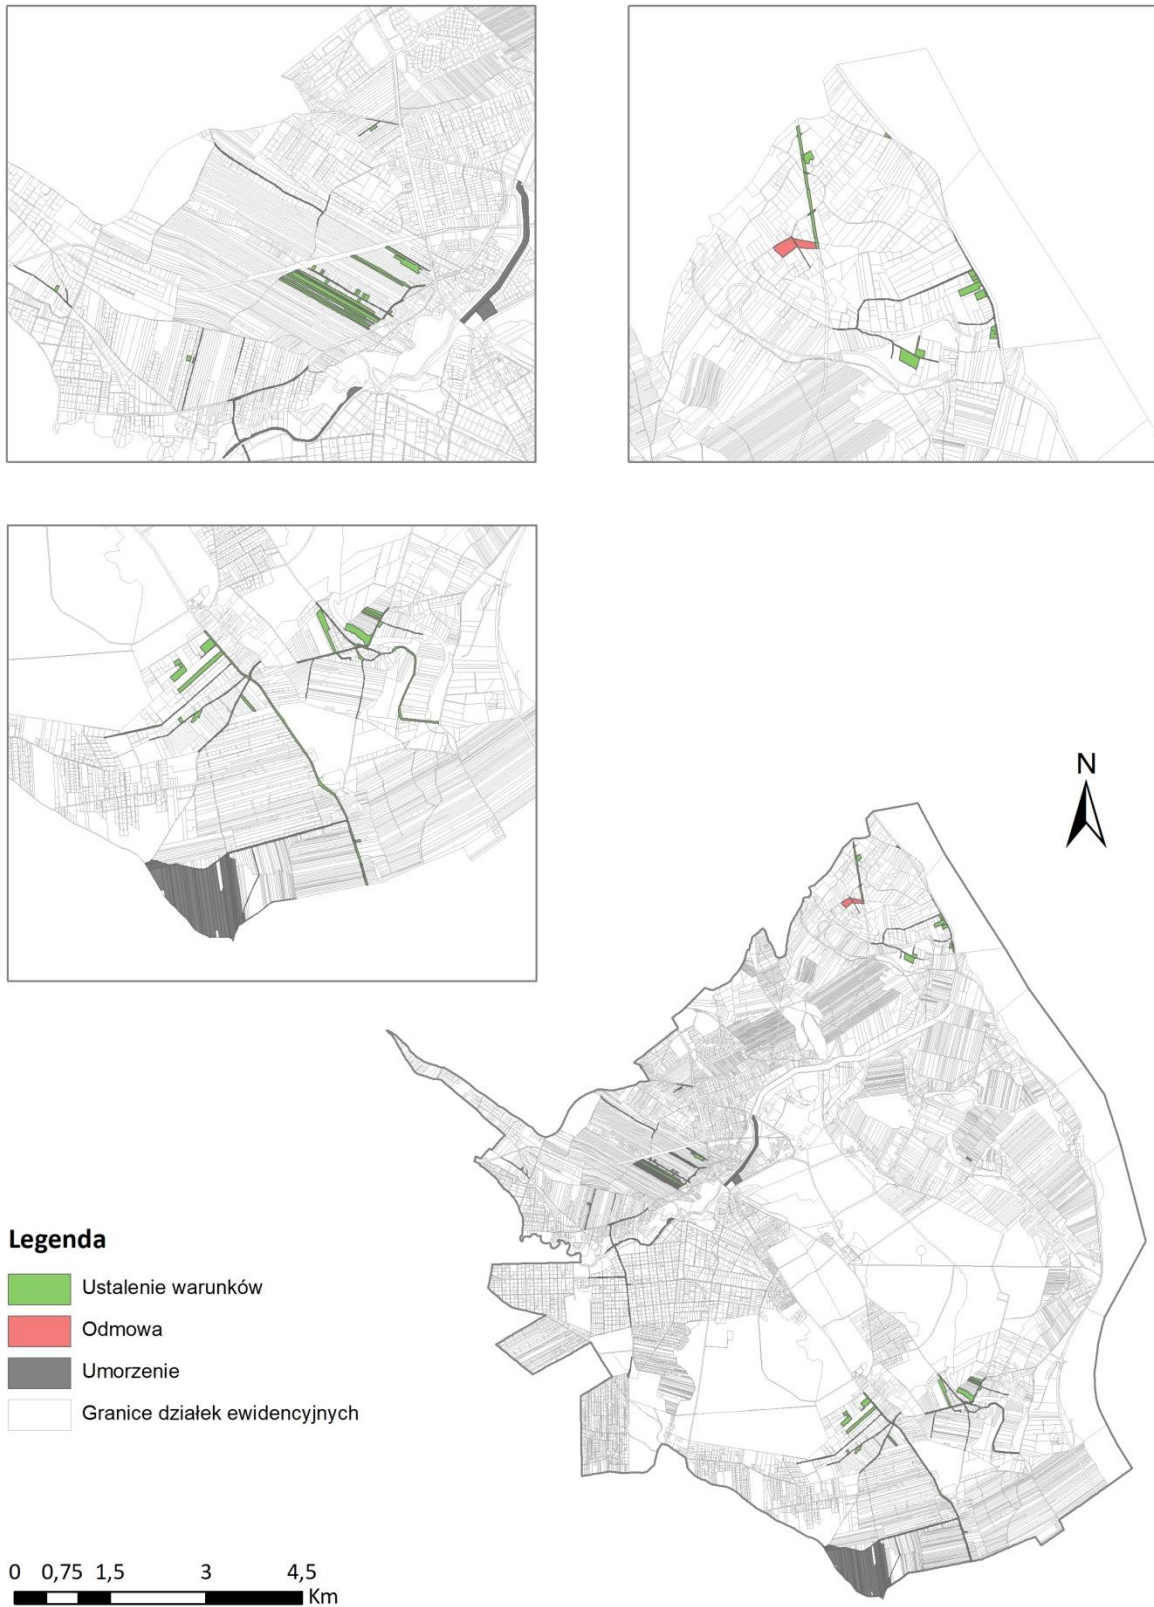 N
Legenda
Ustalenie warunków
Odmowa
Umorzenie
Granice działek ewidencyjnych
0 0,75 1,5 3 4,5
Km